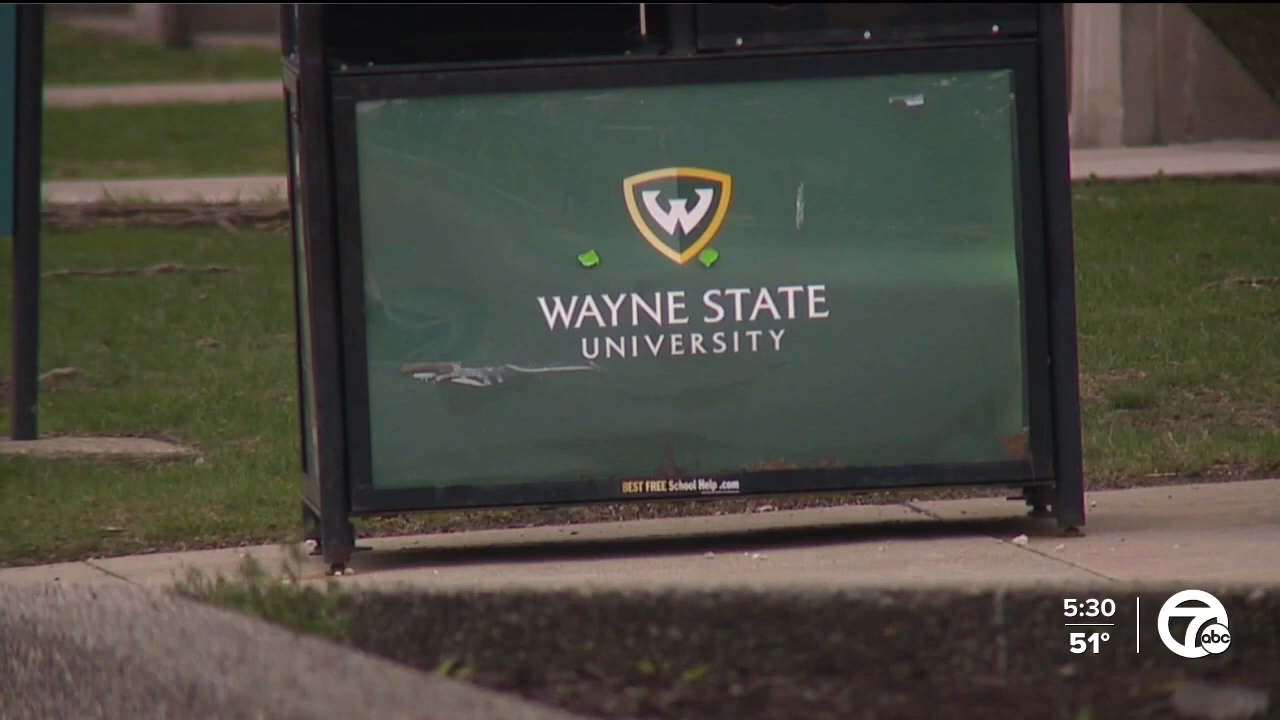 W
WAYNE STATE
UNIVERSITY
BEST FREE School Help .com
5:30
51°
7 abc